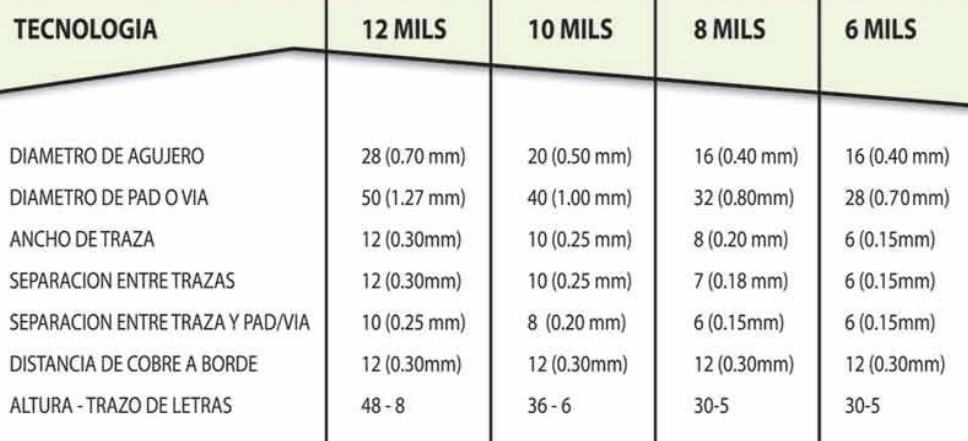 TECNOLOGIA 12 MILS 10 MILS 8 MILS 6 MILS
DIAMETRO DE AGUJERO 28 (0.70 mm) 20 (0.50 mm) 16 (0.40 mm) 16 (0.40 mm)
DIAMETRO DE PAD O VIA 50 (1.27 mm) 40 (1.00 mm) 32 (0.80mm) 28 (0.70mm)
ANCHO DE TRAZA 12 (0.30mm) 10 (0.25 mm) 8 (0.20 mm) 6 (0.15mm)
SEPARACION ENTRE TRAZAS 12 (0.30mm) 10 (0.25 mm) 7 (0.18 mm) 6 (0.15mm)
SEPARACION ENTRE TRAZA Y PAD/VIA 10 (0.25 mm) 8 (0.20 mm) 6 (0.15mm) 6 (0.15mm)
DISTANCIA DE COBRE A BORDE 12 (0.30mm) 12 (0.30mm) 12 (0.30mm) 12 (0.30mm)
ALTURA - TRAZO DE LETRAS 48 - 8 36 - 6 30-5 30-5